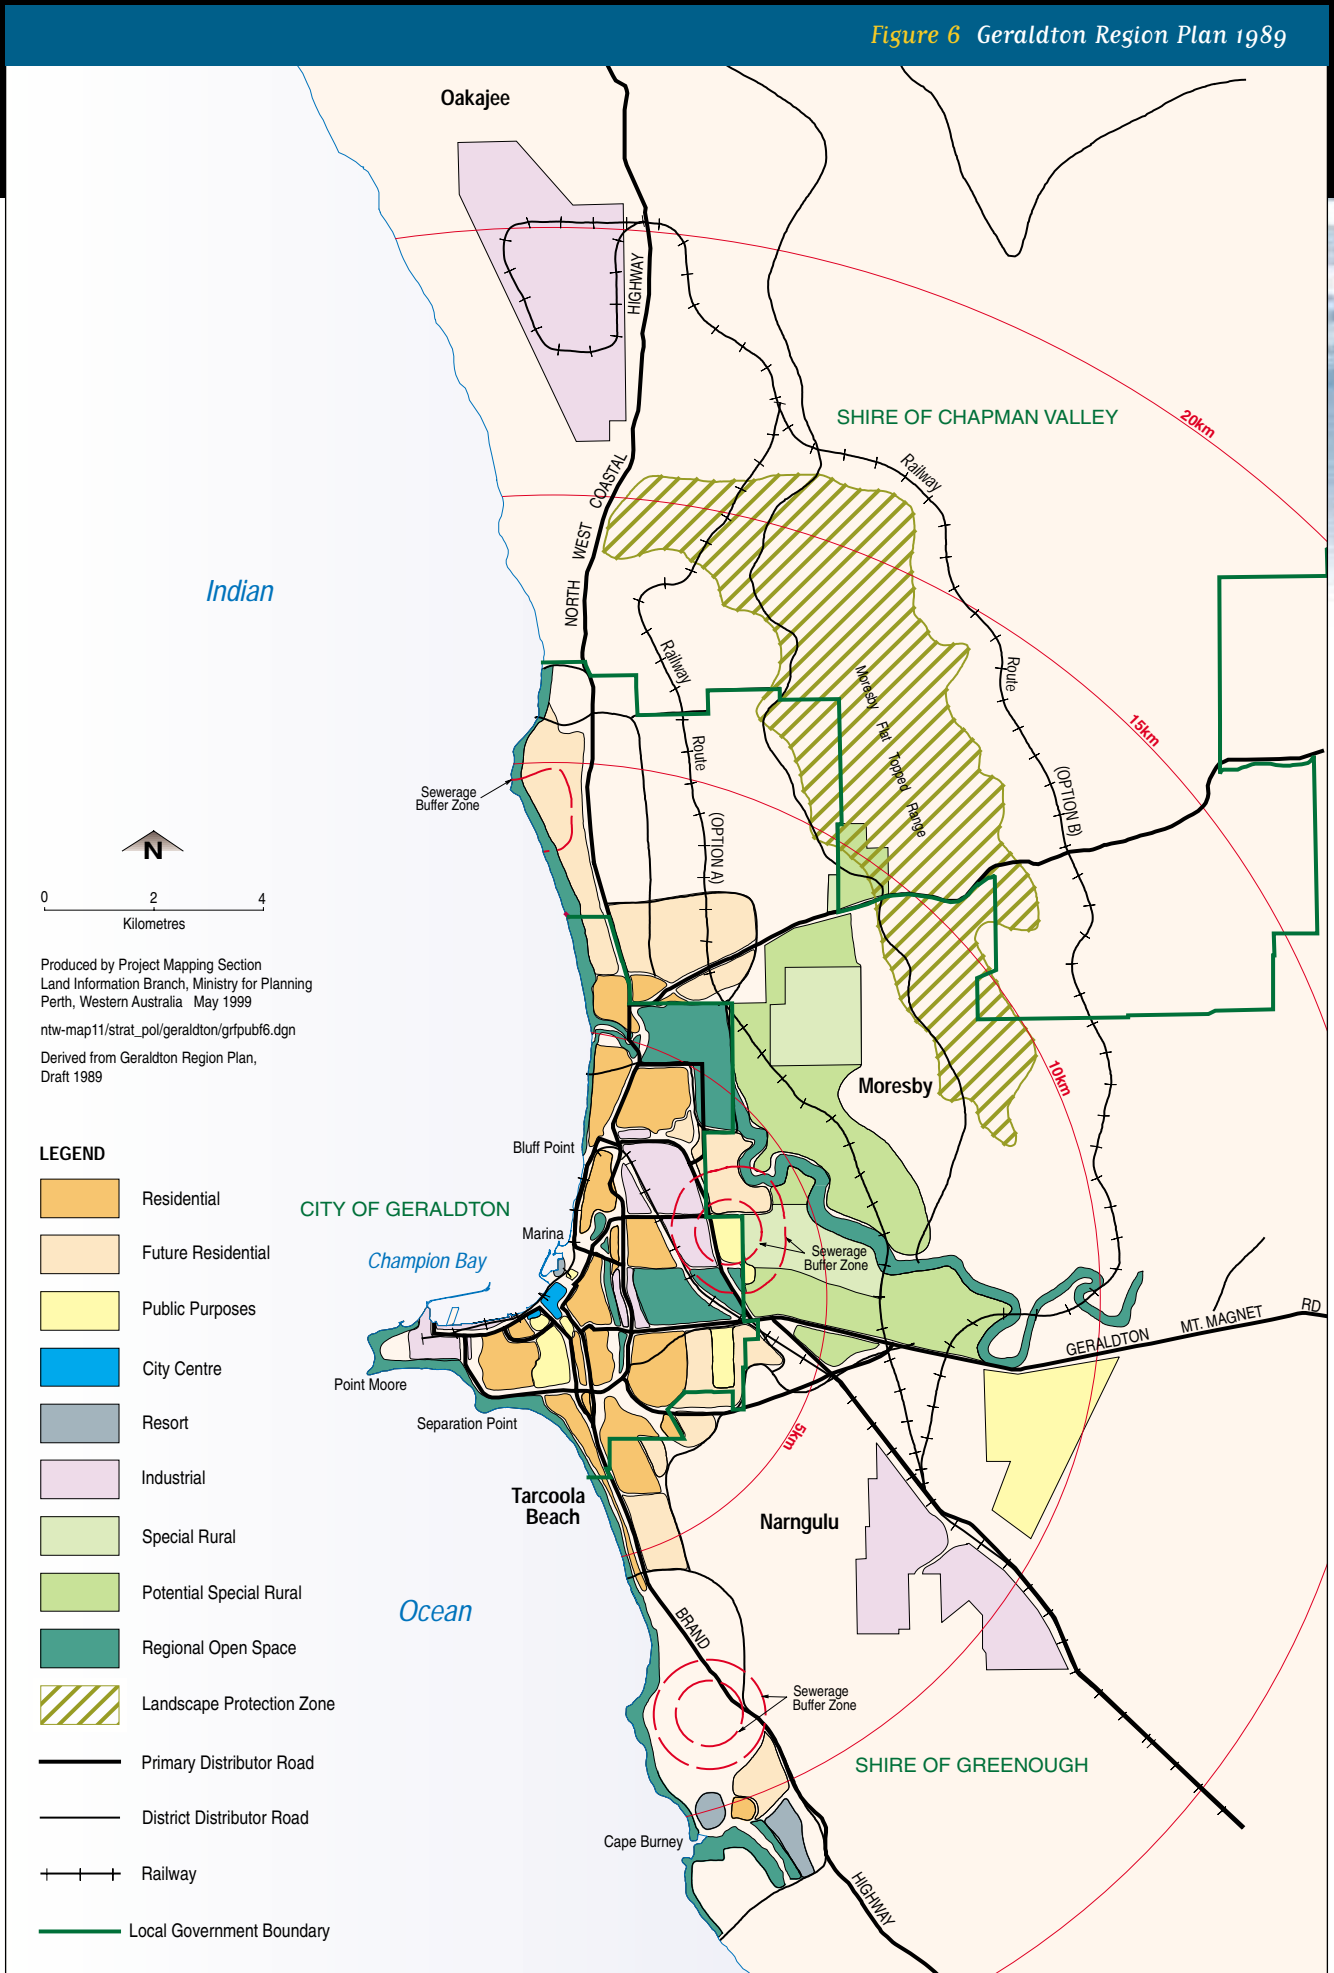 Figure 6 Geraldton Region Plan 1989
Oakajee
HIGHWAY
COASTAL
WEST
NORTH
SHIRE OF CHAPMAN VALLEY
20km
Railway
Indian
Railway
Route
Route
Moresby Flat Topped Range
15km
(OPTION B)
(OPTION A)
Sewerage
Buffer Zone
N
0 2 4
Kilometres
Produced by Project Mapping Section
Land Information Branch, Ministry for Planning
Perth, Western Australia May 1999
ntw-map11/strat_pol/geraldton/grfpubf6.dgn
Derived from Geraldton Region Plan,
Draft 1989
Moresby
10km
Bluff Point
CITY OF GERALDTON
Marina
Champion Bay
Sewerage
Buffer Zone
GERALDTON MT. MAGNET RD
Point Moore
Separation Point
5km
Tarcoola
Beach
Narngulu
Ocean
BRAND
Sewerage
Buffer Zone
SHIRE OF GREENOUGH
Cape Burney
HIGHWAY
LEGEND
Residential
Future Residential
Public Purposes
City Centre
Resort
Industrial
Special Rural
Potential Special Rural
Regional Open Space
Landscape Protection Zone
Primary Distributor Road
District Distributor Road
Railway
Local Government Boundary